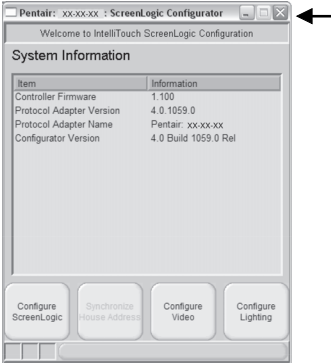 Pentair: xx-xx-xx : ScreenLogic Configurator
Welcome to IntelliTouch ScreenLogic Configuration
System Information
Item Information
Controller Firmware 1.100
Protocol Adapter Version 4.0.1059.0
Protocol Adapter Name Pentair: xx-xx-xx
Configurator Version 4.0 Build 1059.0 Rel
Configure ScreenLogic
Synchronize House Address
Configure Video
Configure Lighting